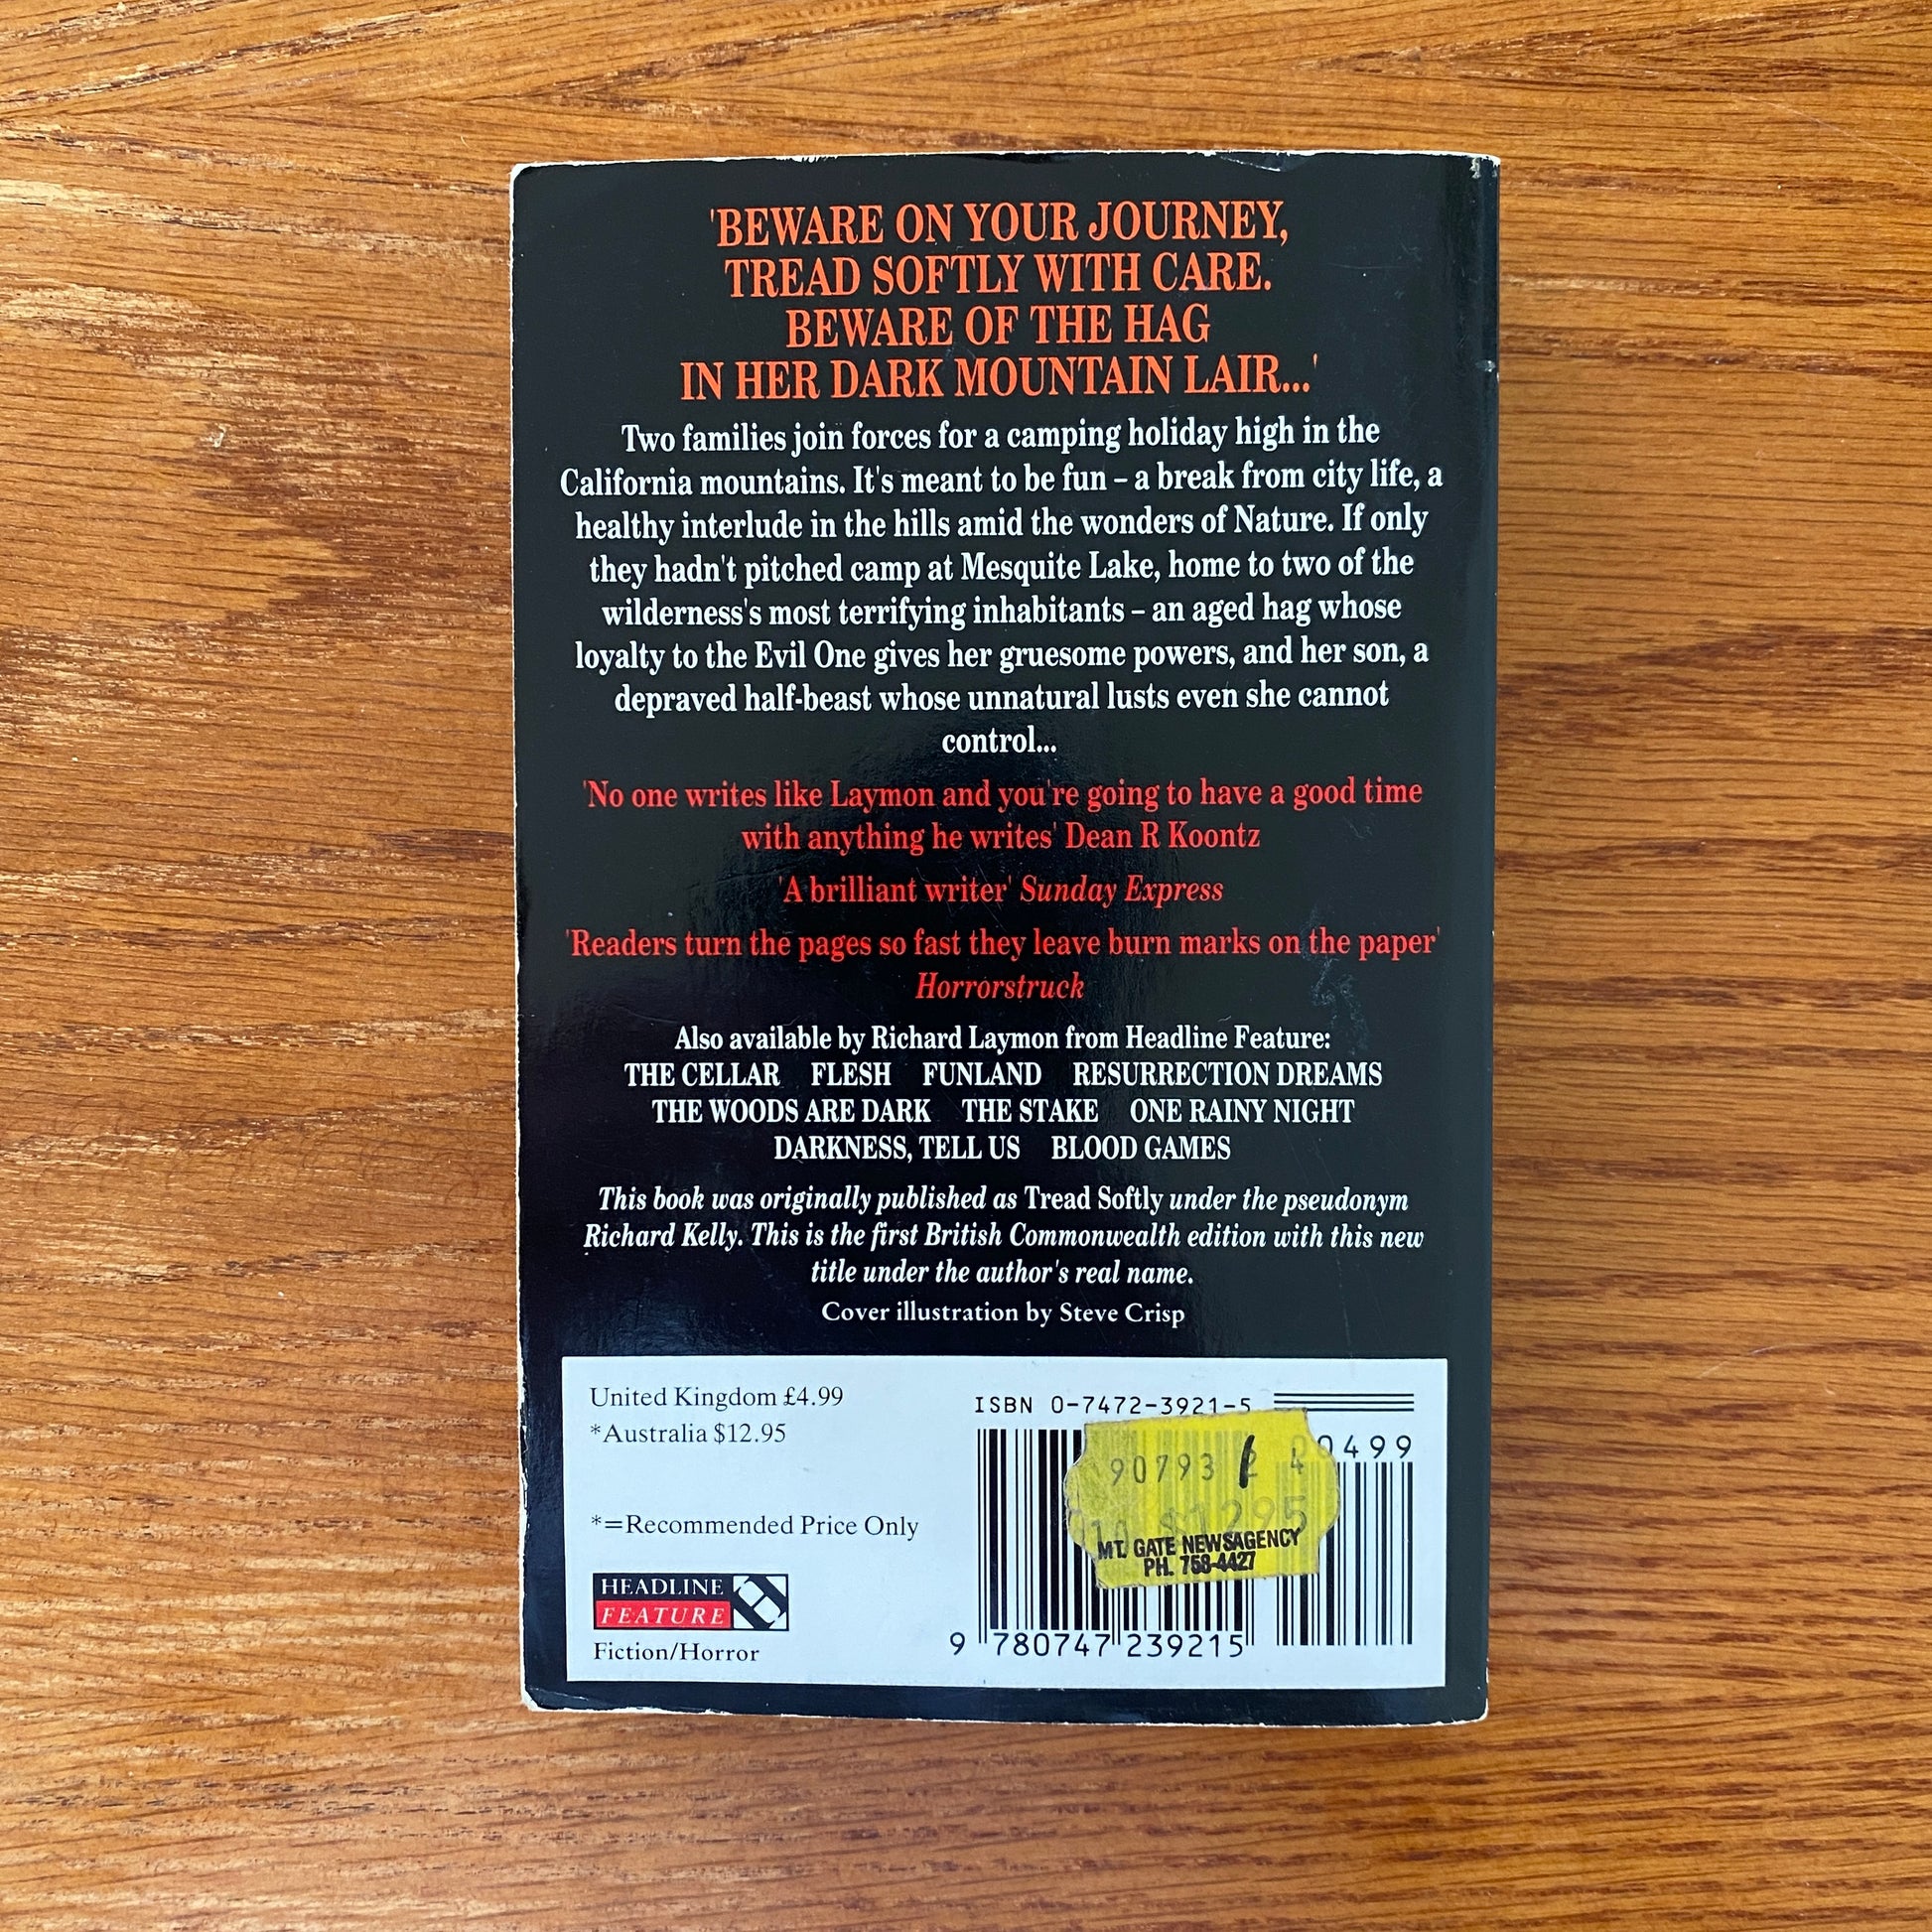 'BEWARE ON YOUR JOURNEY,
TREAD SOFTLY WITH CARE.
BEWARE OF THE HAG
IN HER DARK MOUNTAIN LAIR...'
Two families join forces for a camping holiday high in the
California mountains. It's meant to be fun – a break from city life, a
healthy interlude in the hills amid the wonders of Nature. If only
they hadn't pitched camp at Mesquite Lake, home to two of the
wilderness's most terrifying inhabitants – an aged hag whose
loyalty to the Evil One gives her gruesome powers, and her son, a
depraved half-beast whose unnatural lusts even she cannot
control...
'No one writes like Laymon and you're going to have a good time
with anything he writes' Dean R Koontz
'A brilliant writer' Sunday Express
'Readers turn the pages so fast they leave burn marks on the paper'
Horrorstruck
Also available by Richard Laymon from Headline Feature:
THE CELLAR FLESH FUNLAND RESURRECTION DREAMS
THE WOODS ARE DARK THE STAKE ONE RAINY NIGHT
DARKNESS, TELL US BLOOD GAMES
This book was originally published as Tread Softly under the pseudonym
Richard Kelly. This is the first British Commonwealth edition with this new
title under the author's real name.
Cover illustration by Steve Crisp
United Kingdom £4.99
*Australia $12.95
*=Recommended Price Only
HEADLINE
FEATURE
Fiction/Horror
ISBN 0-7472-3921-5
00499
90793
$1295
MT. GATE NEWSAGENCY
PH. 758-4427
9 780747 239215